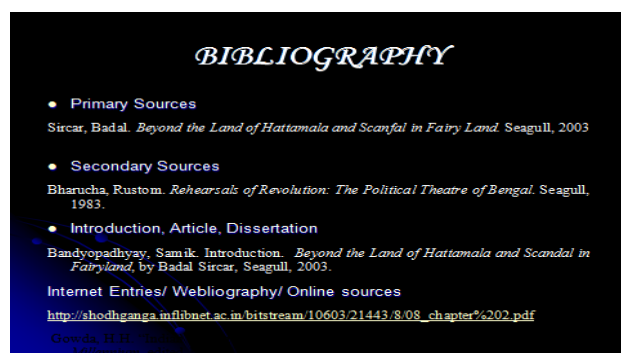 BIBLIOGRAPHY
Primary Sources
Sircar, Badal. Beyond the Land of Hattamala and Scanfal in Fairy Land. Seagull, 2003
Secondary Sources
Bharucha, Rustom. Rehearsals of Revolution: The Political Theatre of Bengal. Seagull,
1983.
Introduction, Article, Dissertation
Bandyopadhyay, Samik. Introduction. Beyond the Land of Hattamala and Scandal in
Fairyland, by Badal Sircar, Seagull, 2003.
Internet Entries/ Webliography/ Online sources
http://shodhganga.inflibnet.ac.in/bitstream/10603/21443/8/08_chapter%202.pdf
Gowda, H.H.